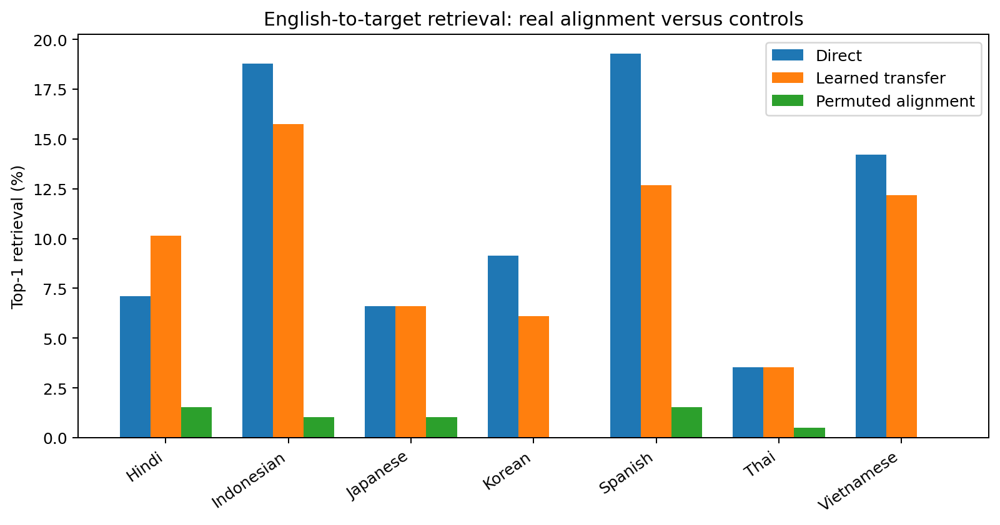 English-to-target retrieval: real alignment versus controls
Top-1 retrieval (%)
20.0
17.5
15.0
12.5
10.0
7.5
5.0
2.5
0.0
Direct
Learned transfer
Permuted alignment
Hindi
Indonesian
Japanese
Korean
Spanish
Thai
Vietnamese